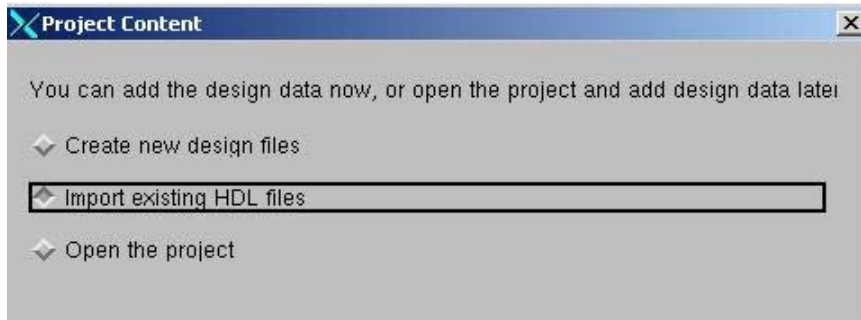 Project Content
You can add the design data now, or open the project and add design data later
Create new design files
Import existing HDL files
Open the project